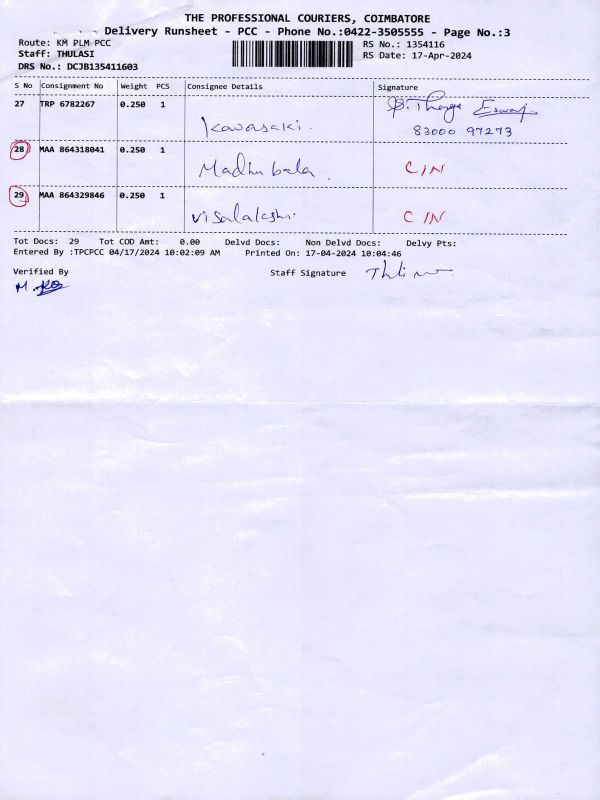 THE PROFESSIONAL COURIERS, COIMBATORE
Delivery Runsheet - PCC - Phone No.:0422-3505555 - Page No.:3
Route: KM PLM PCC RS No.: 1354116
Staff: THULASI RS Date: 17-Apr-2024
DRS No.: DCJB135411603
S No Consignment No Weight PCS Consignee Details Signature
27 TRP 6782267 0.250 1 Kawasaki.
83000 97273
28 MAA 864318041 0.250 1 Madhu bala. C/N
29 MAA 864329846 0.250 1 visalakshi C/N
Tot Docs: 29 Tot COD Amt: 0.00 Delvd Docs: Non Delvd Docs: Delvy Pts:
Entered By :TPCPCC 04/17/2024 10:02:09 AM Printed On: 17-04-2024 10:04:46
Verified By Staff Signature